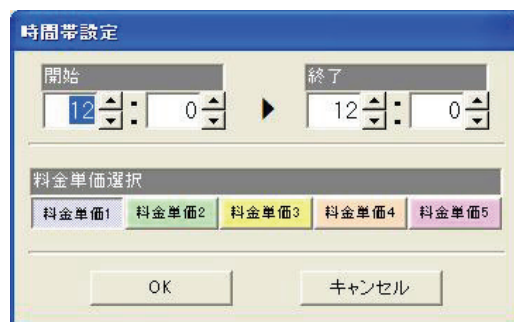 時間帯設定
開始 終了
12 : 0 ▶ 12 : 0
料金単価選択
料金単価1 料金単価2 料金単価3 料金単価4 料金単価5
OK キャンセル